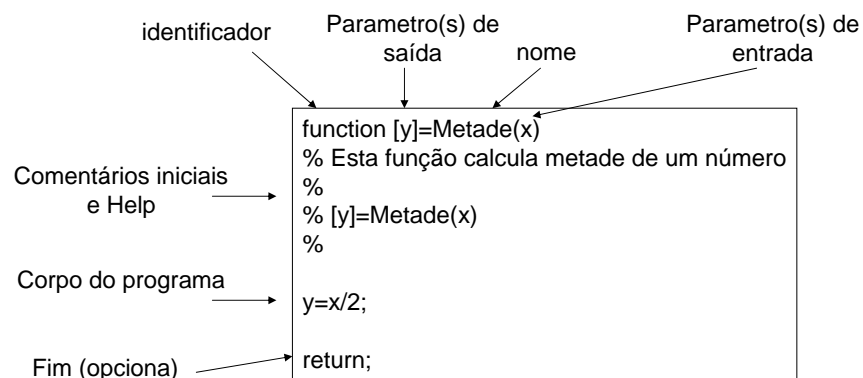 identificador
Parametro(s) de
saída
nome
Parametro(s) de
entrada
function [y]=Metade(x)
% Esta função calcula metade de um número
%
% [y]=Metade(x)
%
Comentários iniciais
e Help
Corpo do programa
y=x/2;
Fim (opciona)
return;